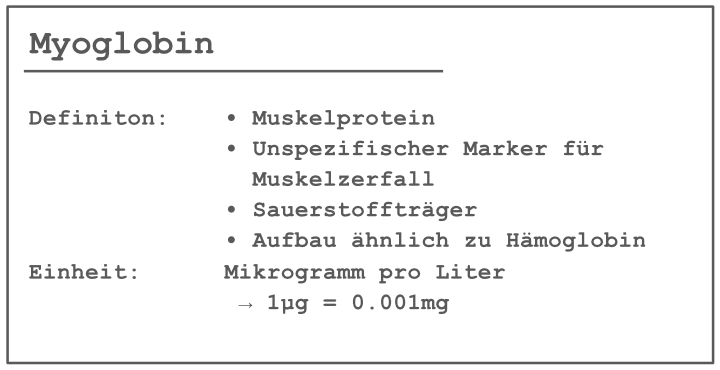 Myoglobin
Definiton: • Muskelprotein
• Unspezifischer Marker für
Muskelzerfall
• Sauerstoffträger
• Aufbau ähnlich zu Hämoglobin
Einheit: Mikrogramm pro Liter
→ 1µg = 0.001mg